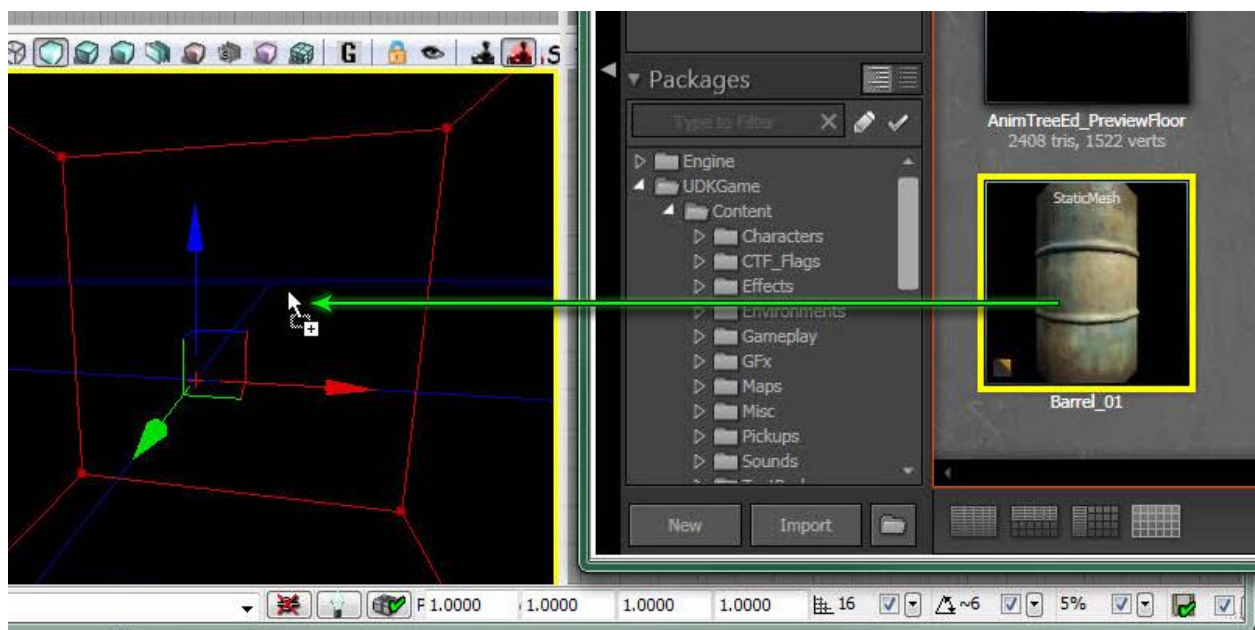 G
S
Packages
Type to Filter
AnimTreeEd_PreviewFloor
2408 tris, 1522 verts
Engine
UDKGame
Content
Characters
CTF_Flags
Effects
Environments
Gameplay
GFx
Maps
Misc
Pickups
Sounds
StaticMesh
Barrel_01
New
Import
1.0000 1.0000 1.0000 1.0000 16 ~6 5%